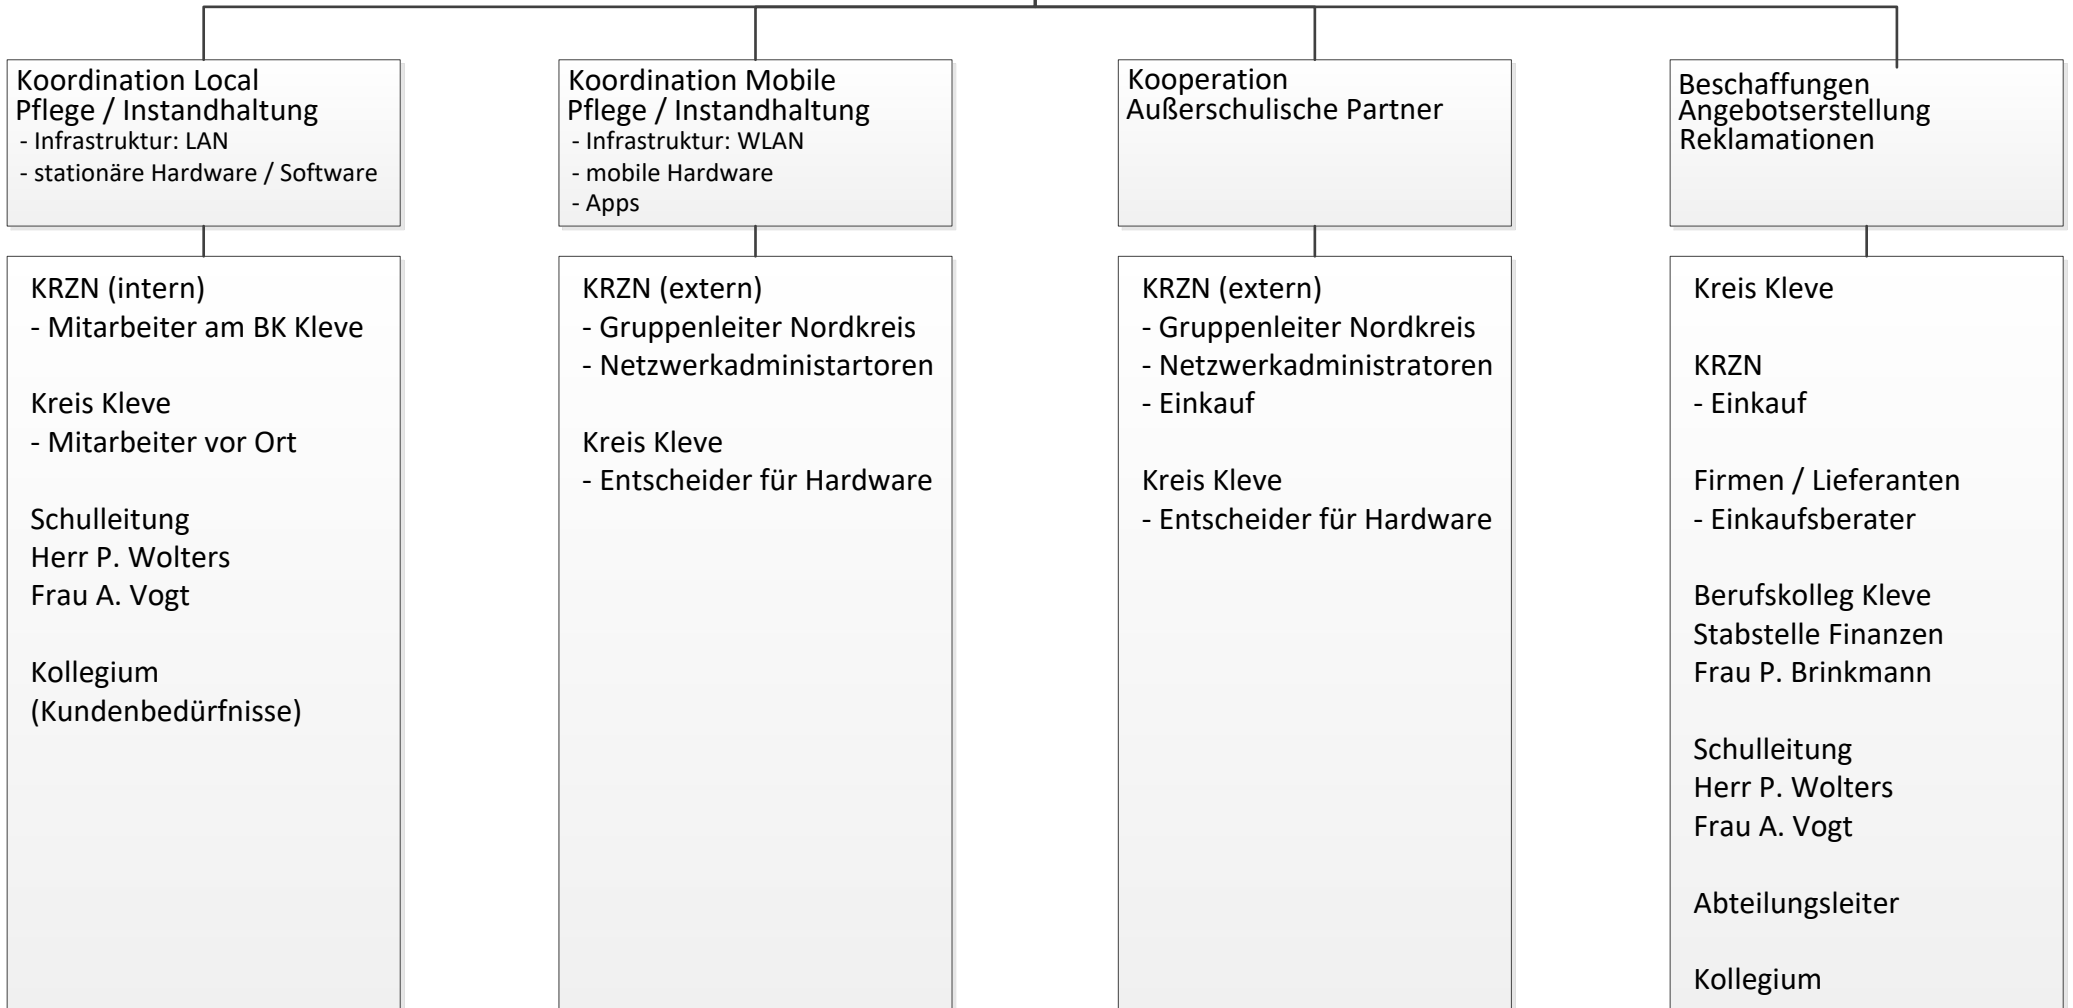 Koordination Local
Pflege / Instandhaltung
- Infrastruktur: LAN
- stationäre Hardware / Software
Koordination Mobile
Pflege / Instandhaltung
- Infrastruktur: WLAN
- mobile Hardware
- Apps
Kooperation
Außerschulische Partner
Beschaffungen
Angebotserstellung
Reklamationen
KRZN (intern)
- Mitarbeiter am BK Kleve
Kreis Kleve
- Mitarbeiter vor Ort
Schulleitung
Herr P. Wolters
Frau A. Vogt
Kollegium
(Kundenbedürfnisse)
KRZN (extern)
- Gruppenleiter Nordkreis
- Netzwerkadministartoren
Kreis Kleve
- Entscheider für Hardware
KRZN (extern)
- Gruppenleiter Nordkreis
- Netzwerkadministratoren
- Einkauf
Kreis Kleve
- Entscheider für Hardware
Kreis Kleve
KRZN
- Einkauf
Firmen / Lieferanten
- Einkaufsberater
Berufskolleg Kleve
Stabstelle Finanzen
Frau P. Brinkmann
Schulleitung
Herr P. Wolters
Frau A. Vogt
Abteilungsleiter
Kollegium